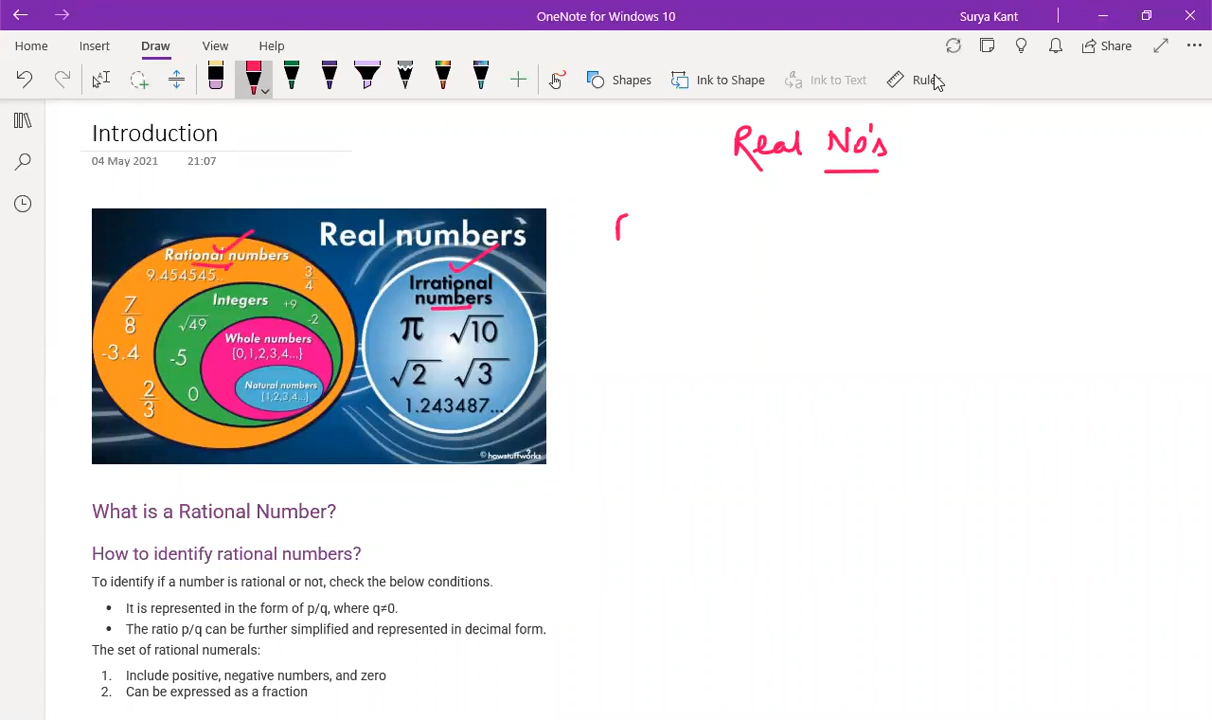 OneNote for Windows 10
Surya Kant
Home Insert Draw View Help
Share
Shapes
Ink to Shape
Ink to Text
Introduction
04 May 2021 21:07
Real No's
Real numbers
Rational numbers
9.454545..
3/4
7/8
-3.4
2/3
Integers
+9
√49
-2
-5
0
Whole numbers
{0,1,2,3,4...}
Natural numbers
{1,2,3,4...}
Irrational
numbers
π √10
√2 √3
1.243487...
© howstuffworks
What is a Rational Number?
How to identify rational numbers?
To identify if a number is rational or not, check the below conditions.
• It is represented in the form of p/q, where q≠0.
• The ratio p/q can be further simplified and represented in decimal form.
The set of rational numerals:
1. Include positive, negative numbers, and zero
2. Can be expressed as a fraction